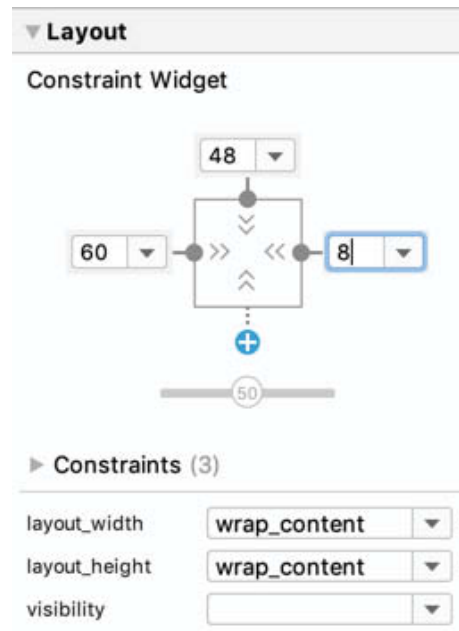 Layout
Constraint Widget
48
60
8
50
Constraints (3)
layout_width wrap_content
layout_height wrap_content
visibility